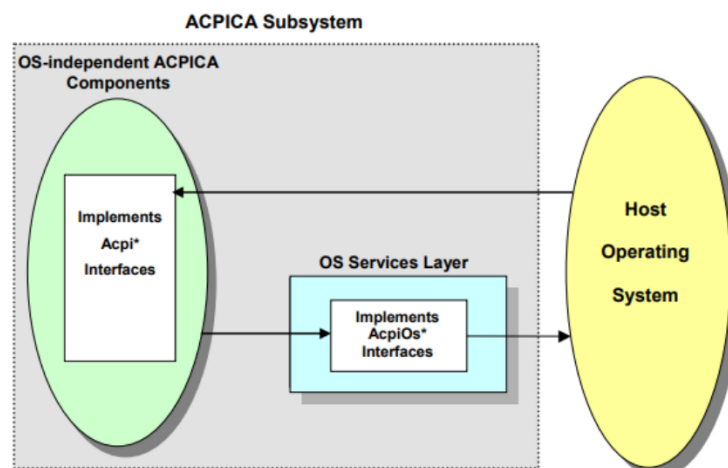 ACPICA Subsystem
OS-independent ACPICA
Components
Implements
Acpi*
Interfaces
OS Services Layer
Implements
AcpiOs*
Interfaces
Host
Operating
System